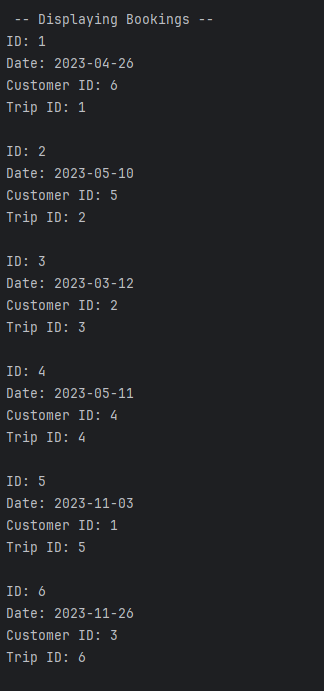 -- Displaying Bookings --
ID: 1
Date: 2023-04-26
Customer ID: 6
Trip ID: 1
ID: 2
Date: 2023-05-10
Customer ID: 5
Trip ID: 2
ID: 3
Date: 2023-03-12
Customer ID: 2
Trip ID: 3
ID: 4
Date: 2023-05-11
Customer ID: 4
Trip ID: 4
ID: 5
Date: 2023-11-03
Customer ID: 1
Trip ID: 5
ID: 6
Date: 2023-11-26
Customer ID: 3
Trip ID: 6